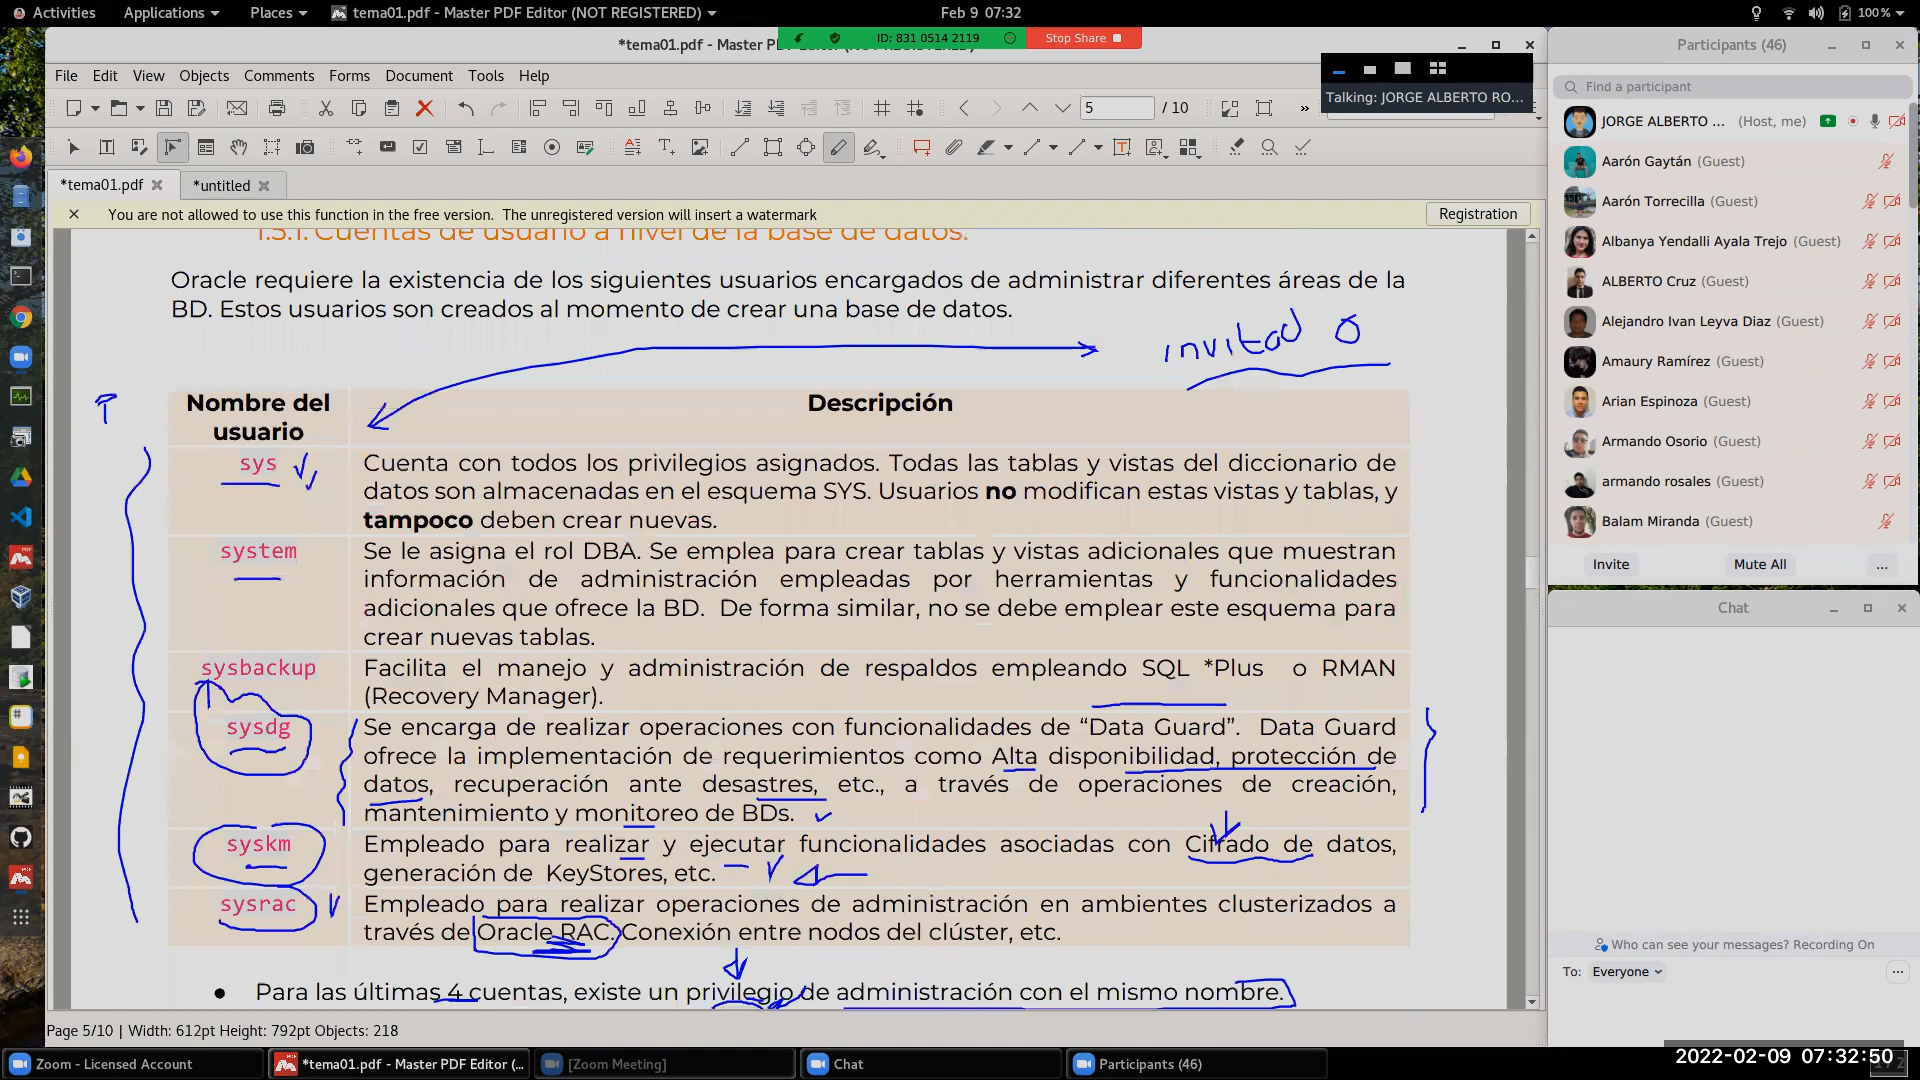 Activities
Applications
Places
tema01.pdf - Master PDF Editor (NOT REGISTERED)
Feb 9 07:32
100%
*tema01.pdf - Master PDF Editor (NOT REGISTERED)
ID: 831 0514 2119
Stop Share
Talking: JORGE ALBERTO RO...
File Edit View Objects Comments Forms Document Tools Help
5 / 10
*tema01.pdf
*untitled
You are not allowed to use this function in the free version. The unregistered version will insert a watermark
Registration
1.5.1. Cuentas de usuario a nivel de la base de datos.
Oracle requiere la existencia de los siguientes usuarios encargados de administrar diferentes áreas de la
BD. Estos usuarios son creados al momento de crear una base de datos.
invitad o
Nombre del
usuario
Descripción
sys
Cuenta con todos los privilegios asignados. Todas las tablas y vistas del diccionario de
datos son almacenadas en el esquema SYS. Usuarios no modifican estas vistas y tablas, y
tampoco deben crear nuevas.
system
Se le asigna el rol DBA. Se emplea para crear tablas y vistas adicionales que muestran
información de administración empleadas por herramientas y funcionalidades
adicionales que ofrece la BD. De forma similar, no se debe emplear este esquema para
crear nuevas tablas.
sysbackup
Facilita el manejo y administración de respaldos empleando SQL *Plus o RMAN
(Recovery Manager).
sysdg
Se encarga de realizar operaciones con funcionalidades de “Data Guard”. Data Guard
ofrece la implementación de requerimientos como Alta disponibilidad, protección de
datos, recuperación ante desastres, etc., a través de operaciones de creación,
mantenimiento y monitoreo de BDs.
syskm
Empleado para realizar y ejecutar funcionalidades asociadas con Cifrado de datos,
generación de KeyStores, etc.
sysrac
Empleado para realizar operaciones de administración en ambientes clusterizados a
través de Oracle RAC. Conexión entre nodos del clúster, etc.
● Para las últimas 4 cuentas, existe un privilegio de administración con el mismo nombre.
Page 5/10 | Width: 612pt Height: 792pt Objects: 218
Participants (46)
Find a participant
JORGE ALBERTO ... (Host, me)
Aarón Gaytán (Guest)
Aarón Torrecilla (Guest)
Albanya Yendalli Ayala Trejo (Guest)
ALBERTO Cruz (Guest)
Alejandro Ivan Leyva Diaz (Guest)
Amaury Ramírez (Guest)
Arian Espinoza (Guest)
Armando Osorio (Guest)
armando rosales (Guest)
Balam Miranda (Guest)
Invite
Mute All
...
Chat
Who can see your messages? Recording On
To: Everyone
Zoom - Licensed Account
*tema01.pdf - Master PDF Editor (...
[Zoom Meeting]
Chat
Participants (46)
2022-02-09 07:32:50